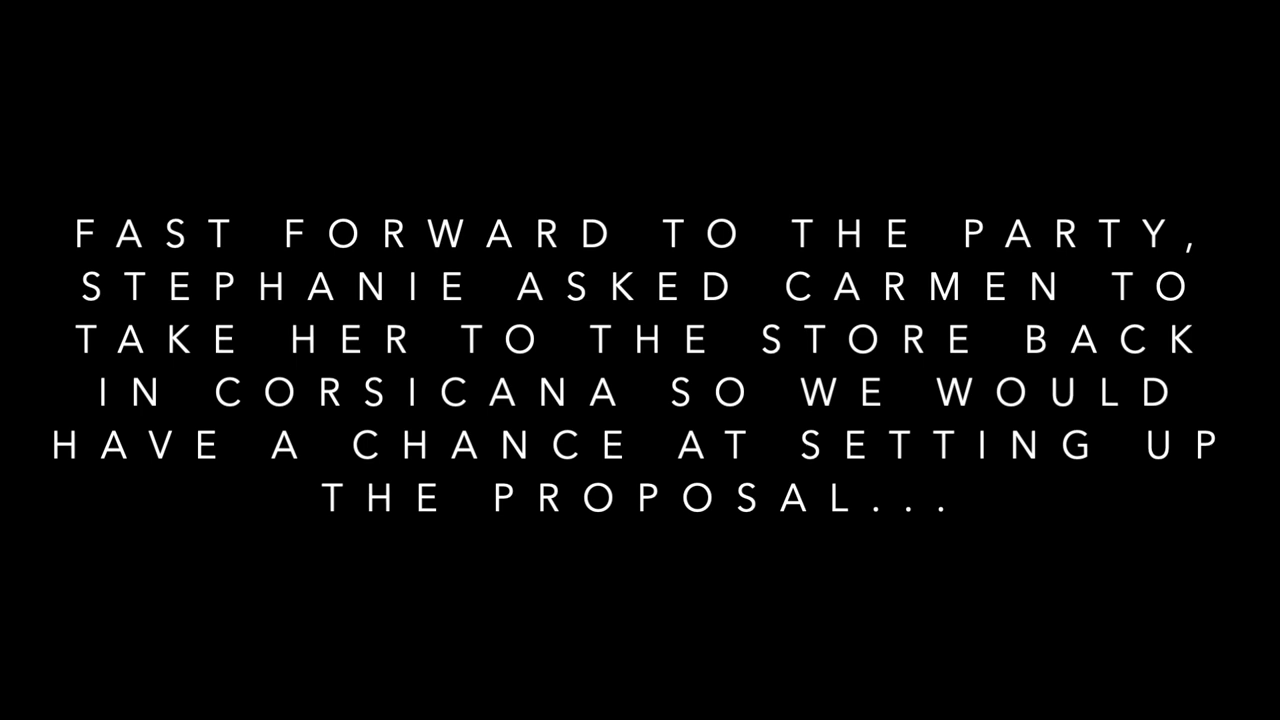 FAST FORWARD TO THE PARTY,
STEPHANIE ASKED CARMEN TO
TAKE HER TO THE STORE BACK
IN CORSICANA SO WE WOULD
HAVE A CHANCE AT SETTING UP
THE PROPOSAL...